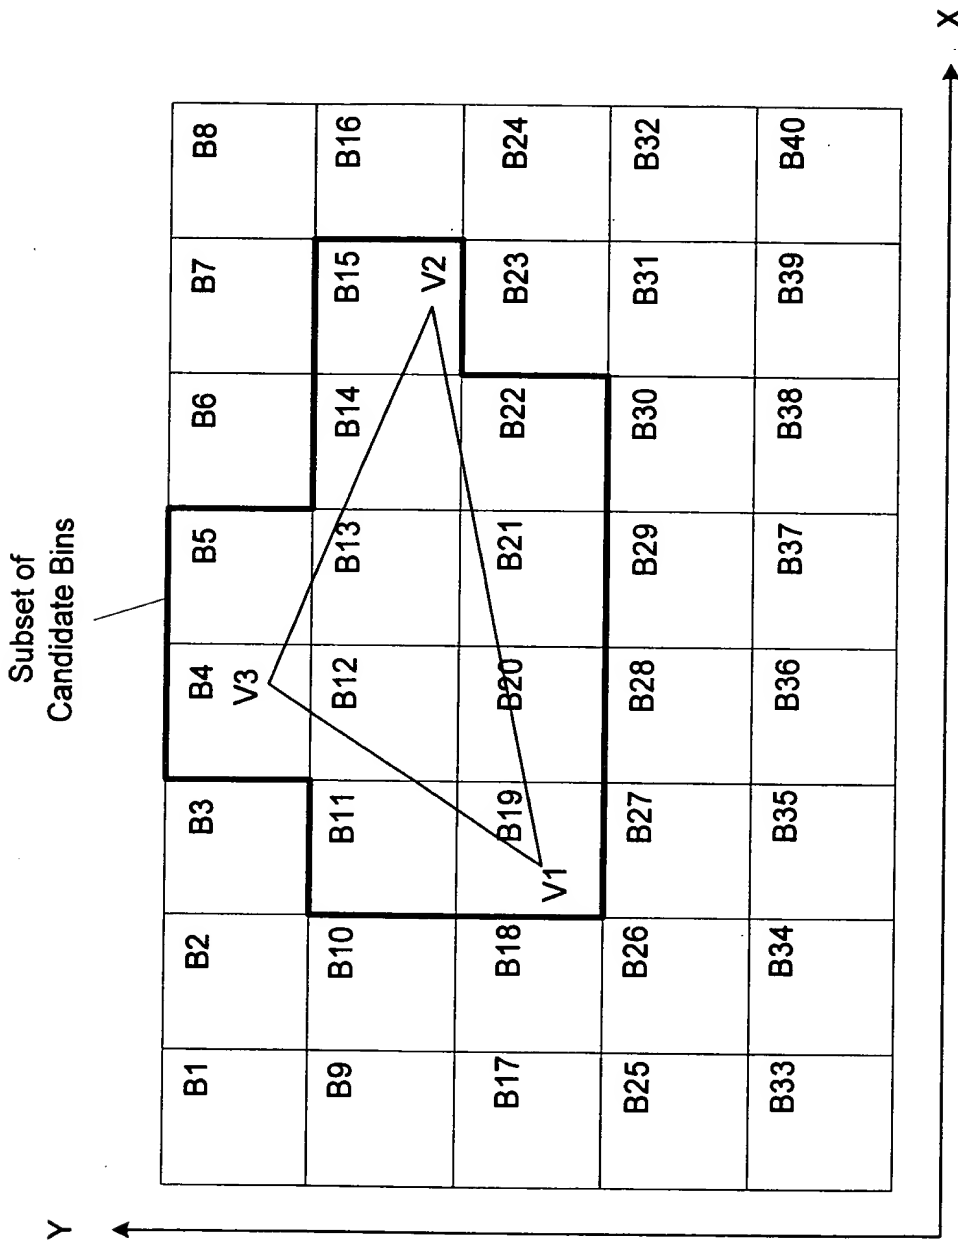 Y
Subset of
Candidate Bins
B1 B2 B3 B4 B5 B6 B7 B8
V3
B9 B10 B11 B12 B13 B14 B15 B16
V2
B17 B18 B19 B20 B21 B22 B23 B24
V1
B25 B26 B27 B28 B29 B30 B31 B32
B33 B34 B35 B36 B37 B38 B39 B40
X